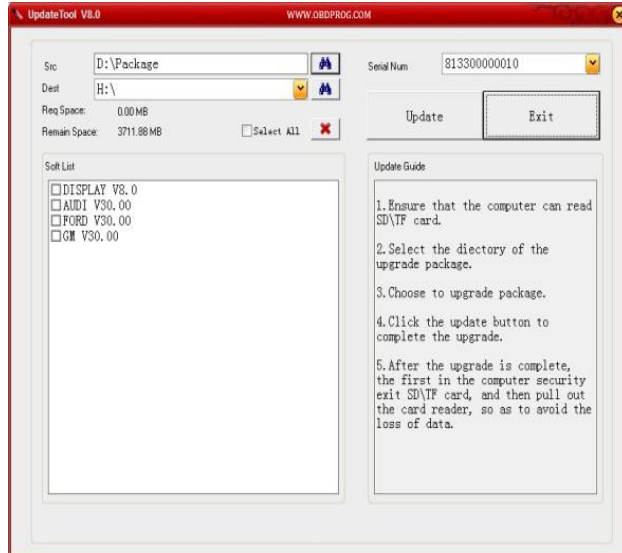 UpdateTool V8.0
WWW.OBDPROG.COM
Src D:\Package
Dest H:\
Req Space: 0.00 MB
Remain Space: 3711.88 MB
Select All
Serial Num 813300000010
Update
Exit
Soft List
DISPLAY V8.0
AUDI V30.00
FORD V30.00
GM V30.00
Update Guide
1.Ensure that the computer can read
SD\TF card.
2.Select the diectory of the
upgrade package.
3.Choose to upgrade package.
4.Click the update button to
complete the upgrade.
5.After the upgrade is complete,
the first in the computer security
exit SD\TF card, and then pull out
the card reader, so as to avoid the
loss of data.